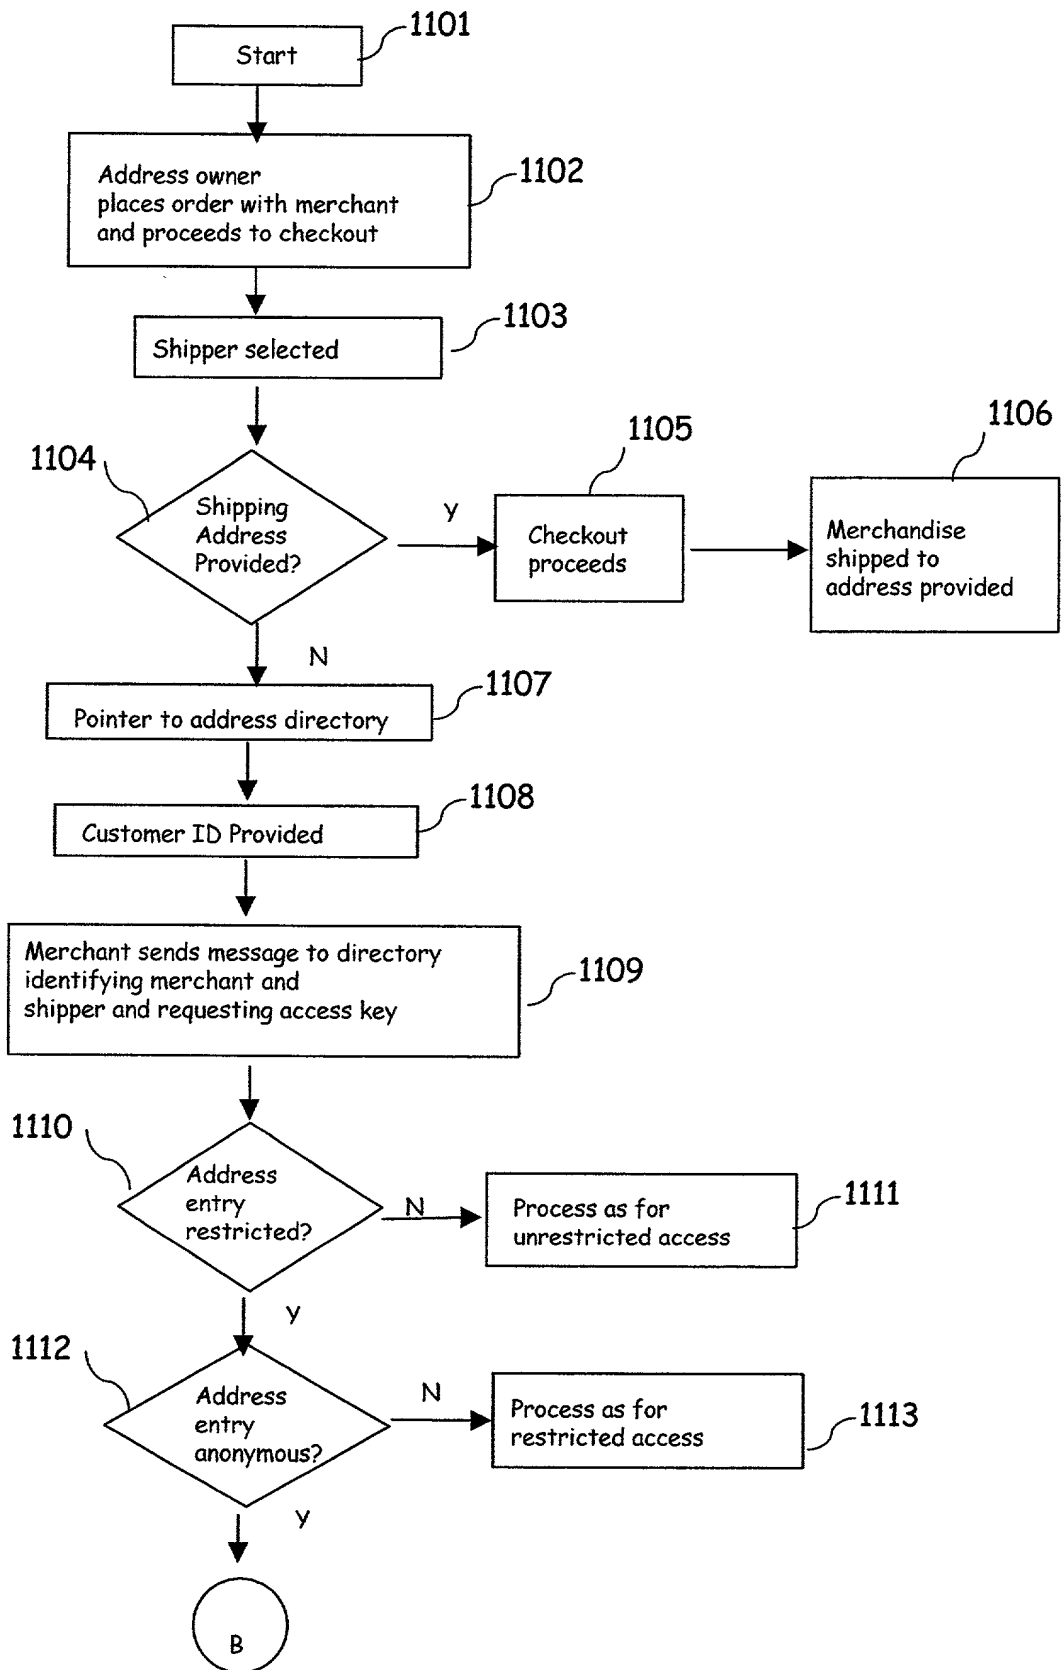 1101
Start
1102
Address owner
places order with merchant
and proceeds to checkout
1103
Shipper selected
1104
Shipping
Address
Provided?
Y
1105
Checkout
proceeds
1106
Merchandise
shipped to
address provided
N
1107
Pointer to address directory
1108
Customer ID Provided
1109
Merchant sends message to directory
identifying merchant and
shipper and requesting access key
1110
Address
entry
restricted?
N
1111
Process as for
unrestricted access
Y
1112
Address
entry
anonymous?
N
1113
Process as for
restricted access
Y
B